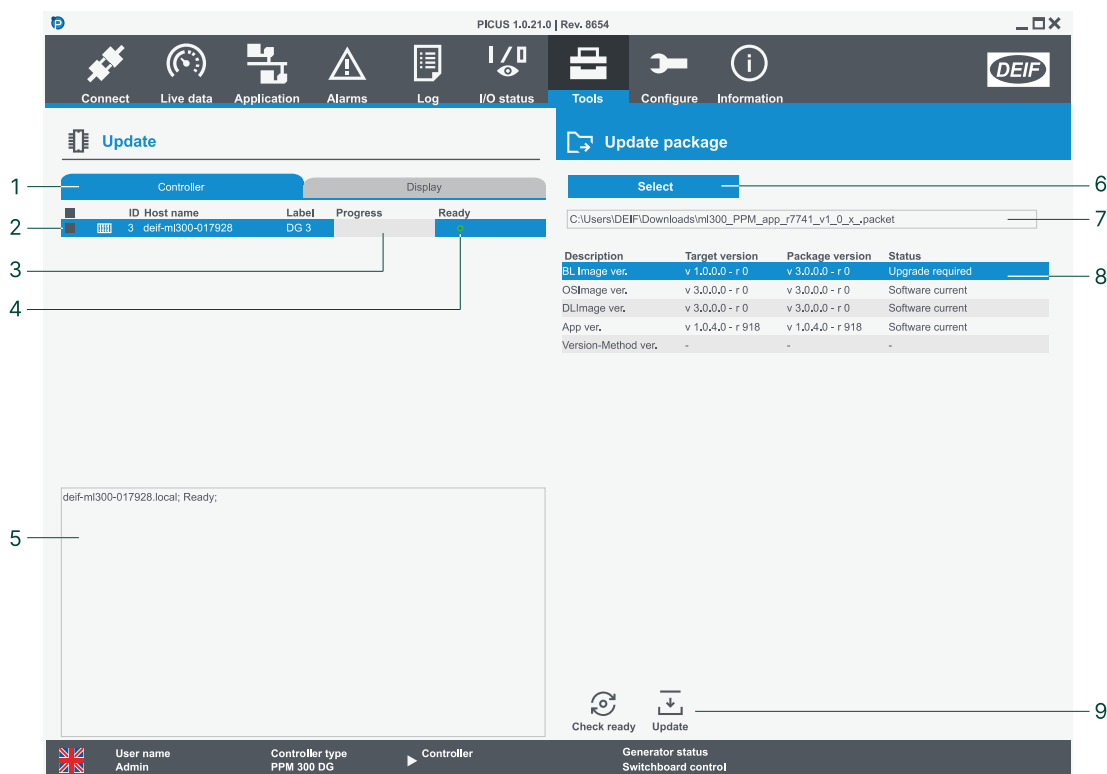 PICUS 1.0.21.0 | Rev. 8654
Connect Live data Application Alarms Log I/O status Tools Configure Information
DEIF
Update
Update package
1
Controller Display
Select
6
ID Host name Label Progress Ready
C:\Users\DEIF\Downloads\ml300_PPM_app_r7741_v1_0_x_.packet
7
2
3 deif-ml300-017928 DG 3
3
4
Description Target version Package version Status
BL Image ver. v 1.0.0.0 - r 0 v 3.0.0.0 - r 0 Upgrade required
8
OSImage ver. v 3.0.0.0 - r 0 v 3.0.0.0 - r 0 Software current
DLImage ver. v 3.0.0.0 - r 0 v 3.0.0.0 - r 0 Software current
App ver. v 1.0.4.0 - r 918 v 1.0.4.0 - r 918 Software current
Version-Method ver. - - -
deif-ml300-017928.local; Ready;
5
Check ready Update
9
User name Controller type Controller Generator status
Admin PPM 300 DG Switchboard control